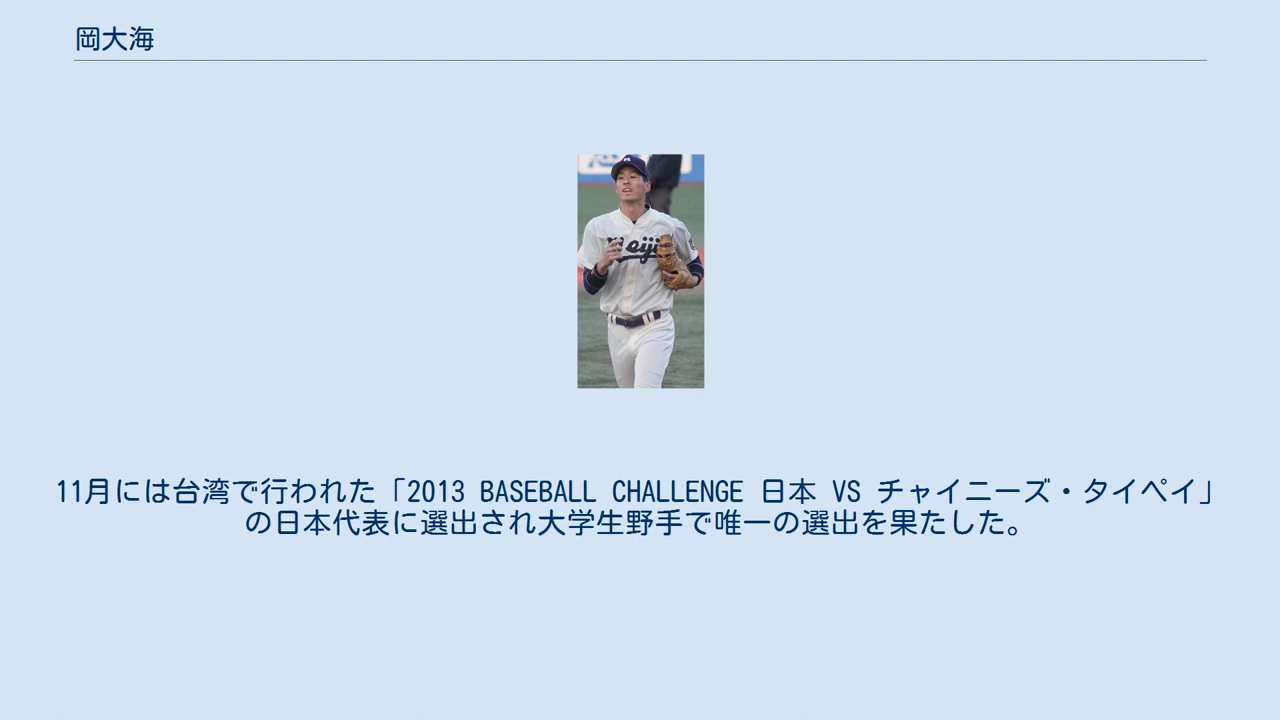 岡大海
Meiji
11月には台湾で行われた「2013 BASEBALL CHALLENGE 日本 VS チャイニーズ・タイペイ」
の日本代表に選出され大学生野手で唯一の選出を果たした。